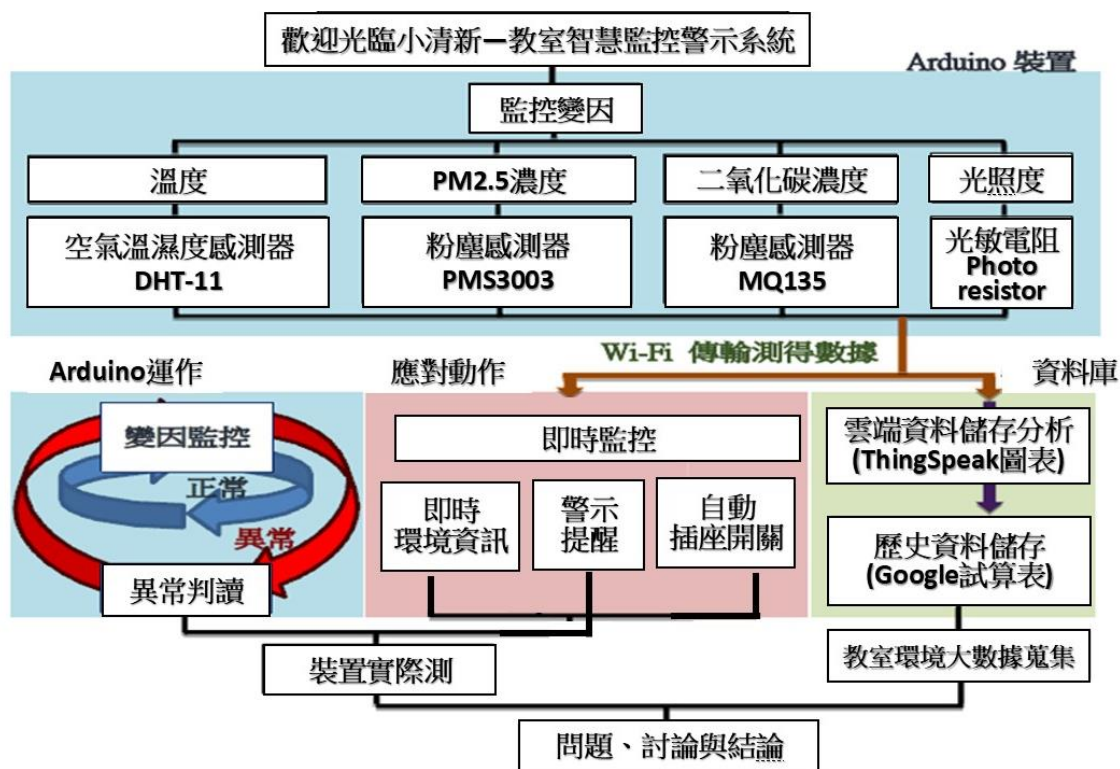 歡迎光臨小清新－教室智慧監控警示系統
Arduino 裝置
監控變因
溫度
PM2.5濃度
二氧化碳濃度
光照度
空氣溫濕度感測器
DHT-11
粉塵感測器
PMS3003
粉塵感測器
MQ135
光敏電阻
Photo
resistor
Wi-Fi 傳輸測得數據
Arduino運作
應對動作
資料庫
變因監控
正常
異常
異常判讀
即時監控
即時
環境資訊
警示
提醒
自動
插座開關
雲端資料儲存分析
(ThingSpeak圖表)
歷史資料儲存
(Google試算表)
裝置實際測
教室環境大數據蒐集
問題、討論與結論